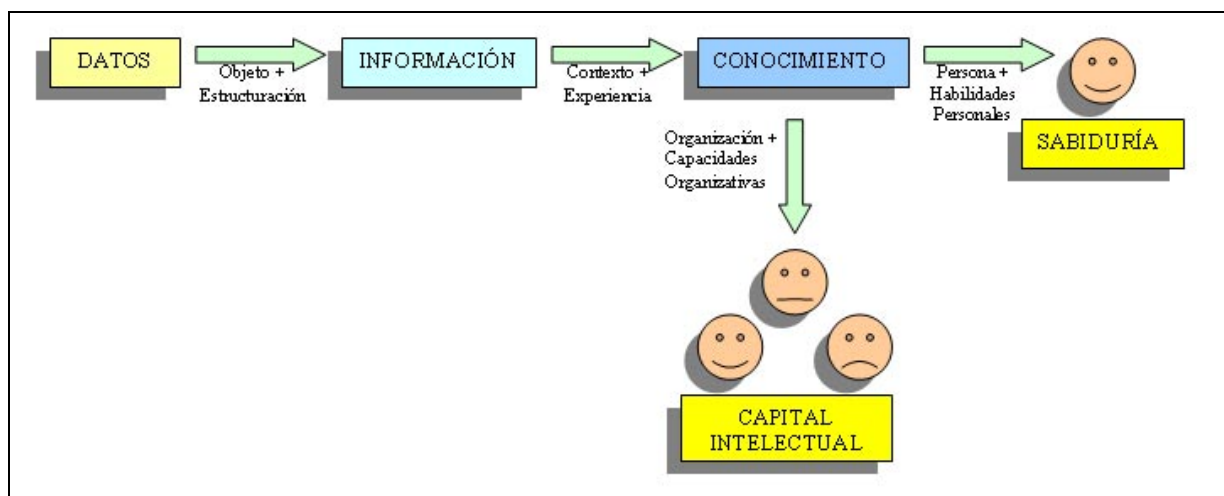 DATOS
Objeto +
Estructuración
INFORMACIÓN
Contexto +
Experiencia
CONOCIMIENTO
Persona +
Habilidades
Personales
SABIDURÍA
Organización +
Capacidades
Organizativas
CAPITAL
INTELECTUAL